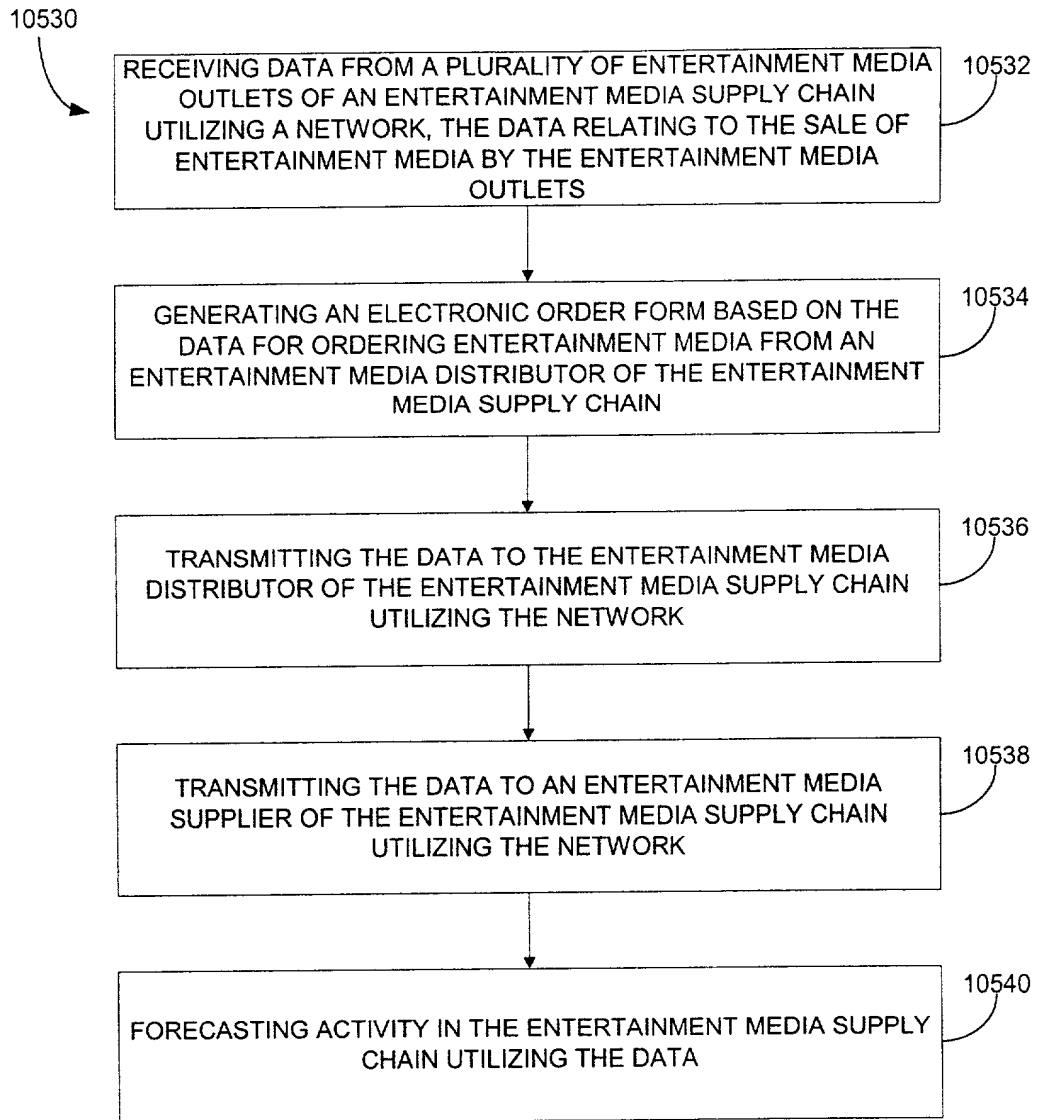 10530
RECEIVING DATA FROM A PLURALITY OF ENTERTAINMENT MEDIA
OUTLETS OF AN ENTERTAINMENT MEDIA SUPPLY CHAIN
UTILIZING A NETWORK, THE DATA RELATING TO THE SALE OF
ENTERTAINMENT MEDIA BY THE ENTERTAINMENT MEDIA
OUTLETS
10532
GENERATING AN ELECTRONIC ORDER FORM BASED ON THE
DATA FOR ORDERING ENTERTAINMENT MEDIA FROM AN
ENTERTAINMENT MEDIA DISTRIBUTOR OF THE ENTERTAINMENT
MEDIA SUPPLY CHAIN
10534
TRANSMITTING THE DATA TO THE ENTERTAINMENT MEDIA
DISTRIBUTOR OF THE ENTERTAINMENT MEDIA SUPPLY CHAIN
UTILIZING THE NETWORK
10536
TRANSMITTING THE DATA TO AN ENTERTAINMENT MEDIA
SUPPLIER OF THE ENTERTAINMENT MEDIA SUPPLY CHAIN
UTILIZING THE NETWORK
10538
FORECASTING ACTIVITY IN THE ENTERTAINMENT MEDIA SUPPLY
CHAIN UTILIZING THE DATA
10540